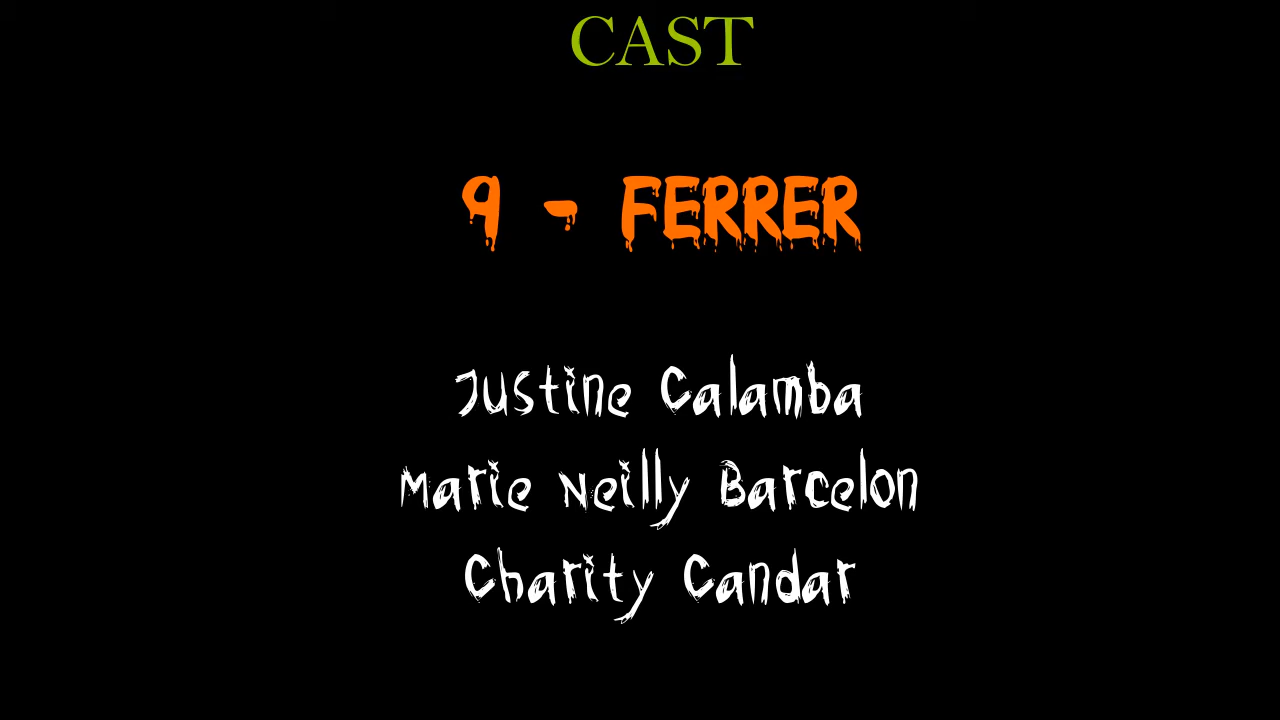 CAST
9 - FERRER
Justine Calamba
Marie Neilly Barcelon
Charity Candar